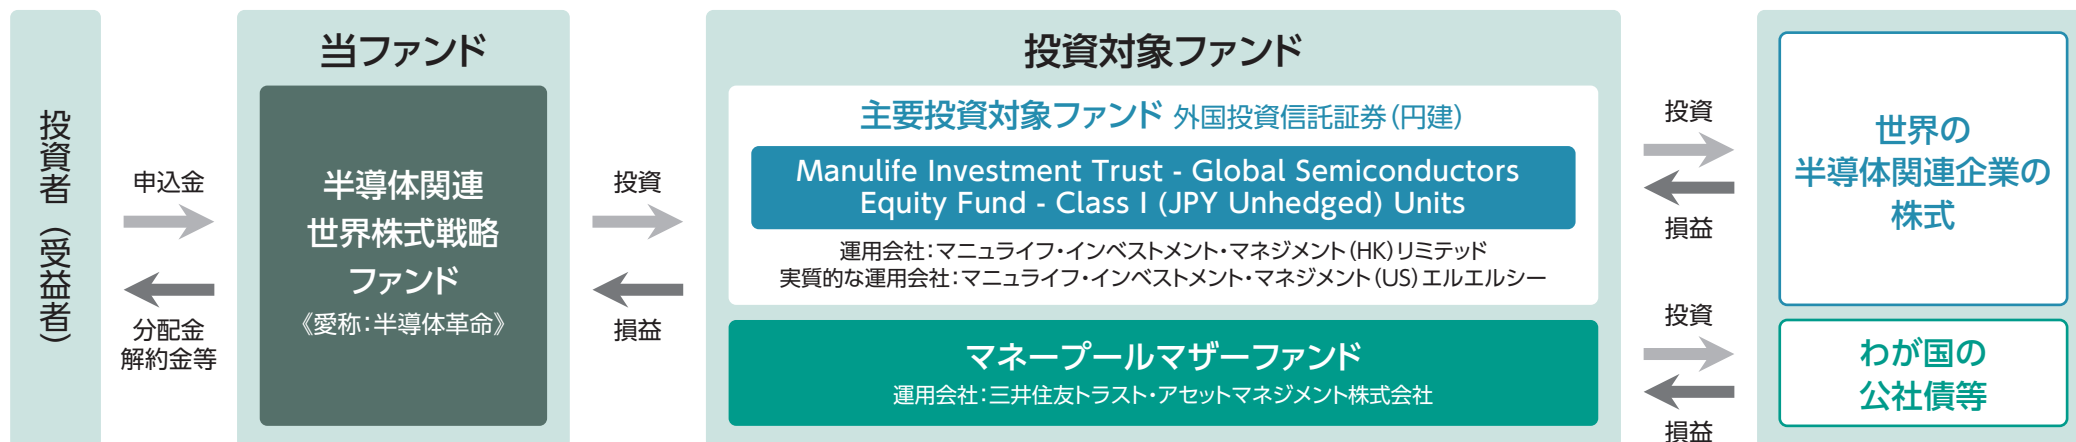 投資者（受益者）
申込金
分配金
解約金等
当ファンド
半導体関連
世界株式戦略
ファンド
《愛称：半導体革命》
投資
損益
投資対象ファンド
主要投資対象ファンド 外国投資信託証券（円建）
Manulife Investment Trust - Global Semiconductors
Equity Fund - Class I (JPY Unhedged) Units
運用会社：マニュライフ・インベストメント・マネジメント（HK）リミテッド
実質的な運用会社：マニュライフ・インベストメント・マネジメント（US）エルエルシー
マネープールマザーファンド
運用会社：三井住友トラスト・アセットマネジメント株式会社
投資
損益
投資
損益
世界の
半導体関連企業の
株式
わが国の
公社債等